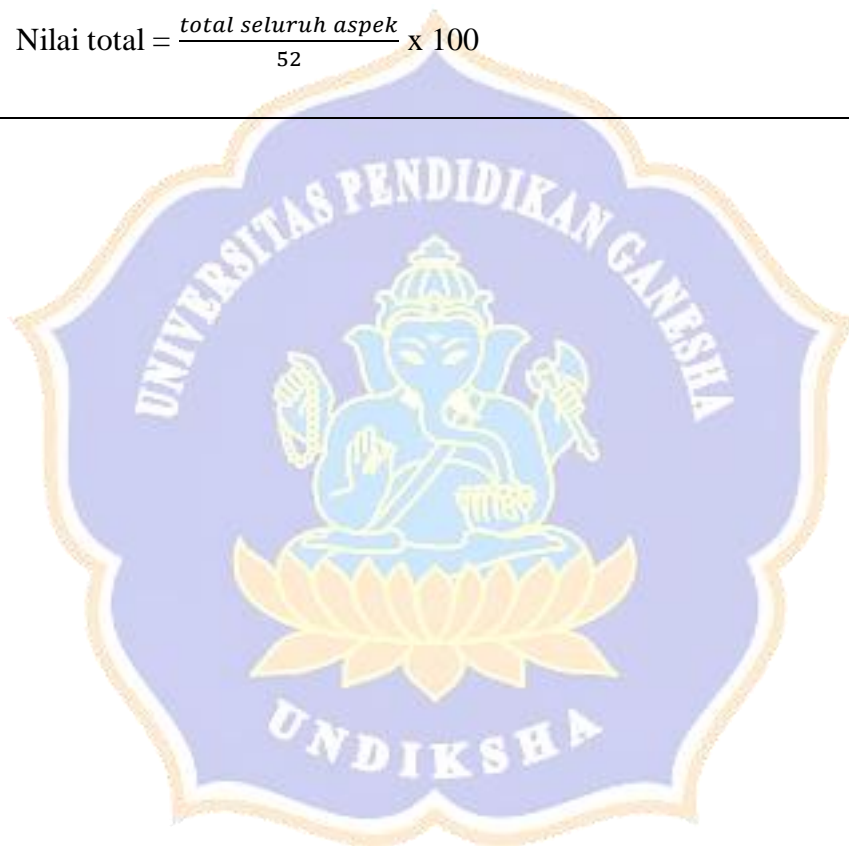 Nilai total = total seluruh aspek / 52 x 100
UNIVERSITAS PENDIDIKAN GANESHA
UNDIKSHA